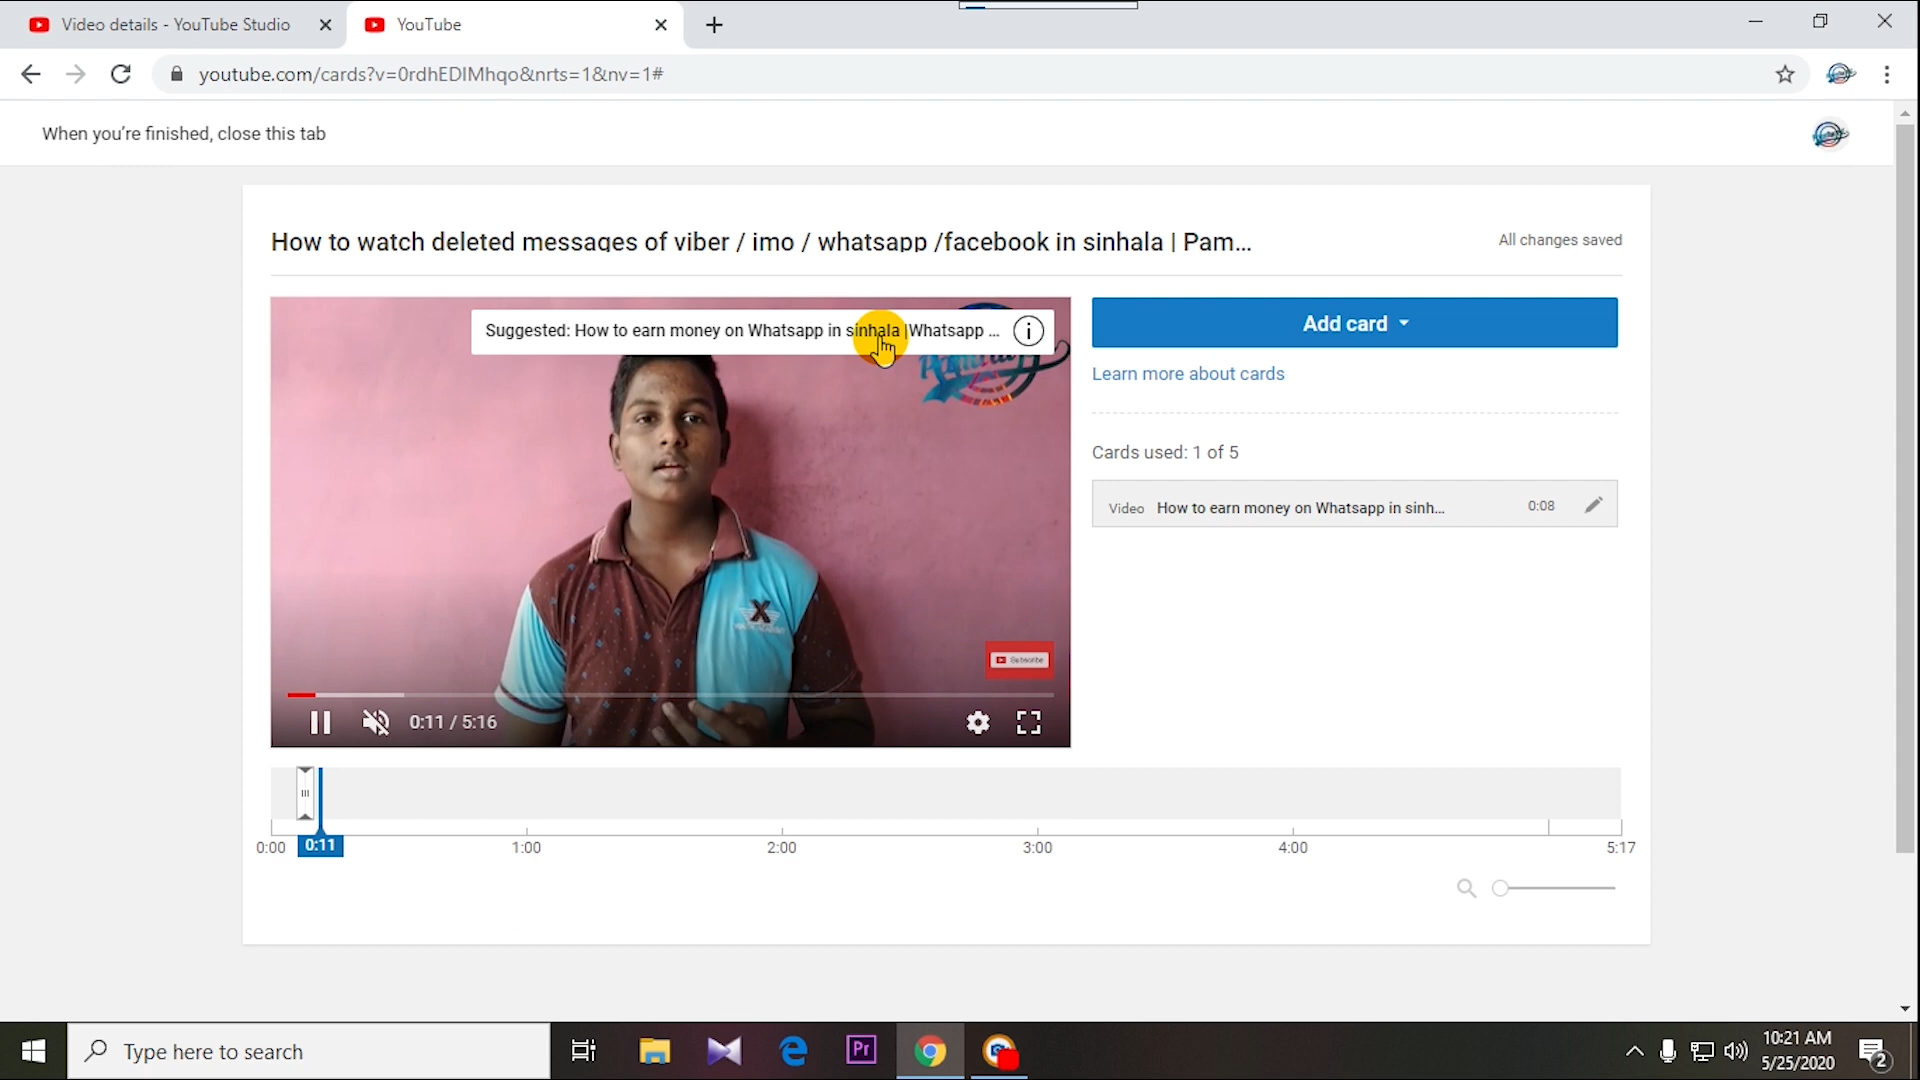 Video details - YouTube Studio
YouTube
youtube.com/cards?v=0rdhEDIMhqo&nrts=1&nv=1#
When you're finished, close this tab
How to watch deleted messages of viber / imo / whatsapp /facebook in sinhala | Pam...
All changes saved
Suggested: How to earn money on Whatsapp in sinhala |Whatsapp ...
Add card
Learn more about cards
Cards used: 1 of 5
Video How to earn money on Whatsapp in sinh... 0:08
Subscribe
0:11 / 5:16
0:00 0:11 1:00 2:00 3:00 4:00 5:17
Type here to search
Pr
10:21 AM
5/25/2020
2